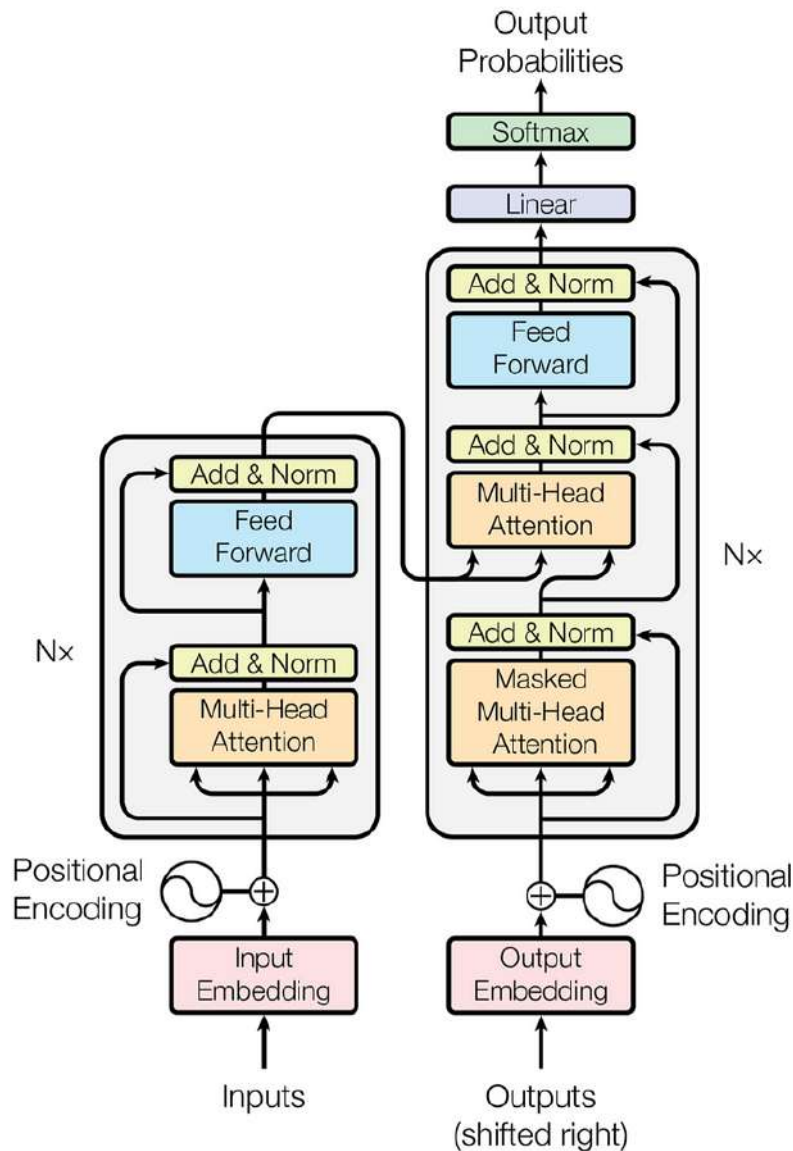 Output
Probabilities
Softmax
Linear
Add & Norm
Feed
Forward
Add & Norm
Multi-Head
Attention
Add & Norm
Masked
Multi-Head
Attention
Nx
Add & Norm
Feed
Forward
Add & Norm
Multi-Head
Attention
Nx
Positional
Encoding
Positional
Encoding
Input
Embedding
Output
Embedding
Inputs
Outputs
(shifted right)